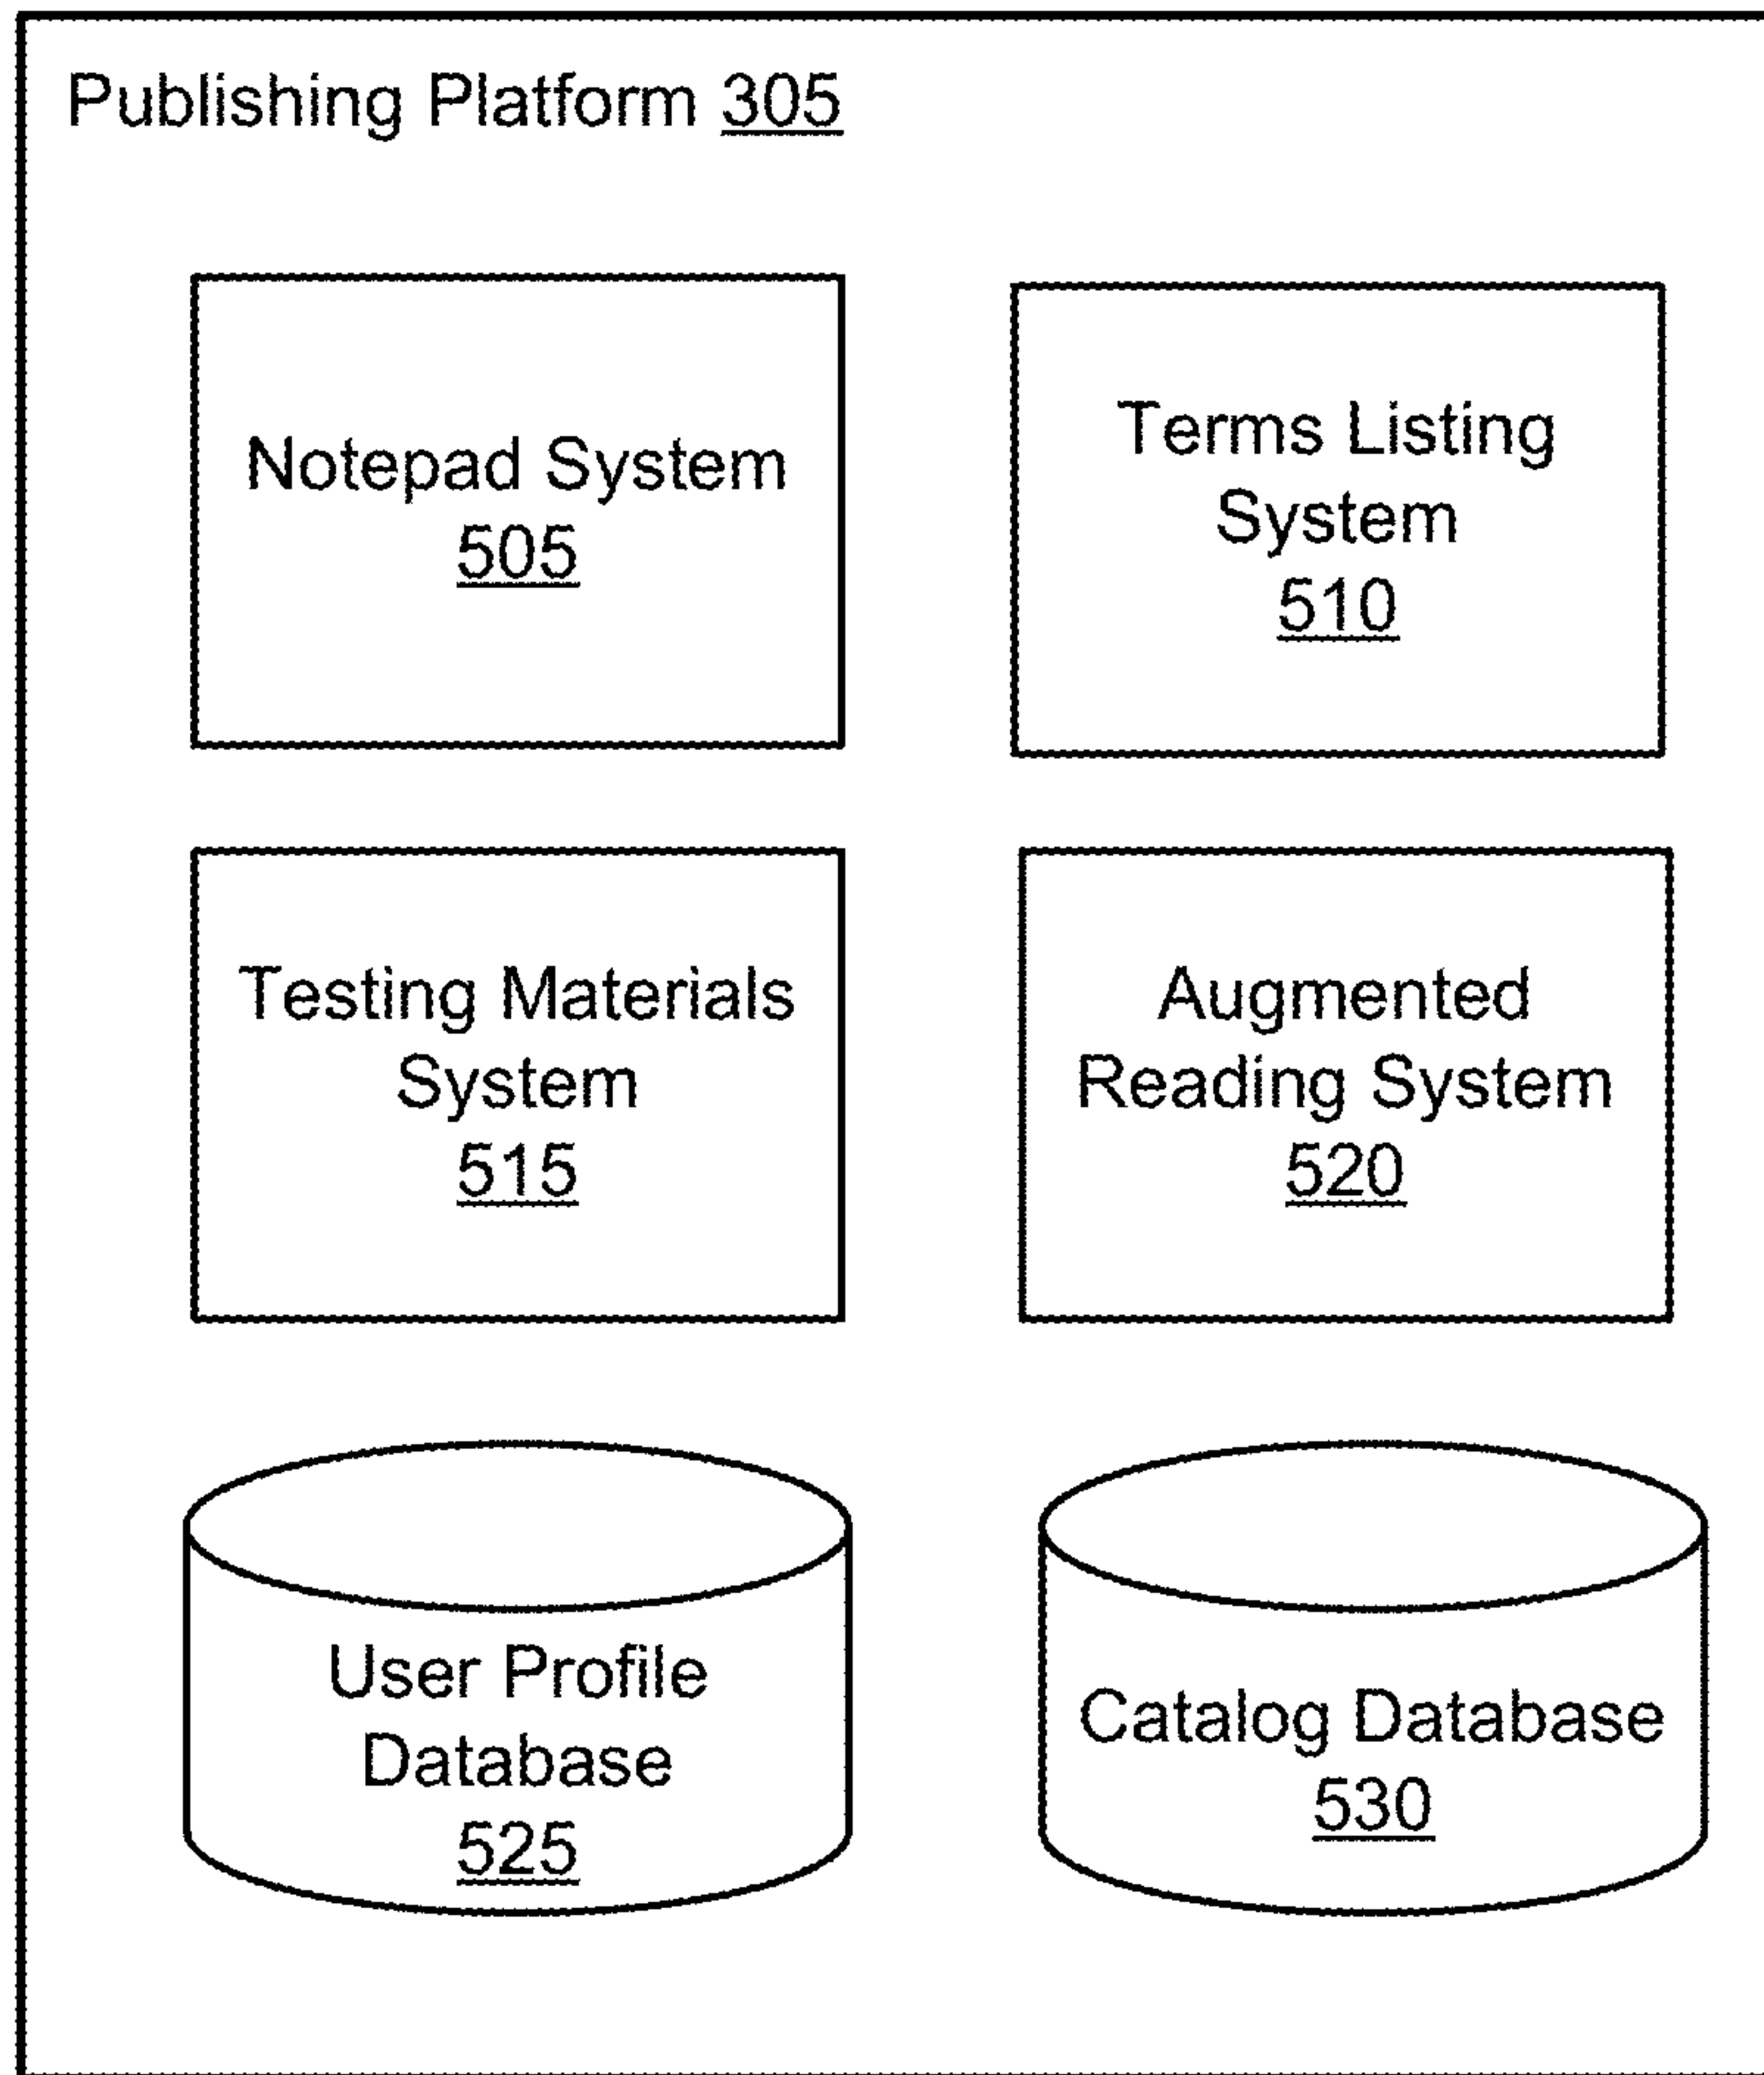 Publishing Platform 305
Notepad System
505
Terms Listing
System
510
Testing Materials
System
515
Augmented
Reading System
520
User Profile
Database
525
Catalog Database
530